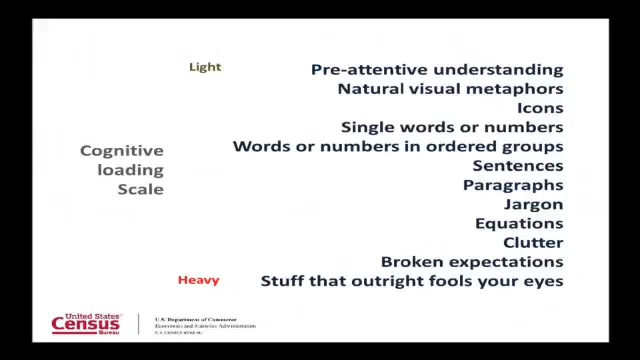 Light
Pre-attentive understanding
Natural visual metaphors
Icons
Single words or numbers
Cognitive
loading
Scale
Words or numbers in ordered groups
Sentences
Paragraphs
Jargon
Equations
Clutter
Broken expectations
Heavy
Stuff that outright fools your eyes
United States
Census
Bureau
U.S. Department of Commerce
Economics and Statistics Administration
U.S. CENSUS BUREAU